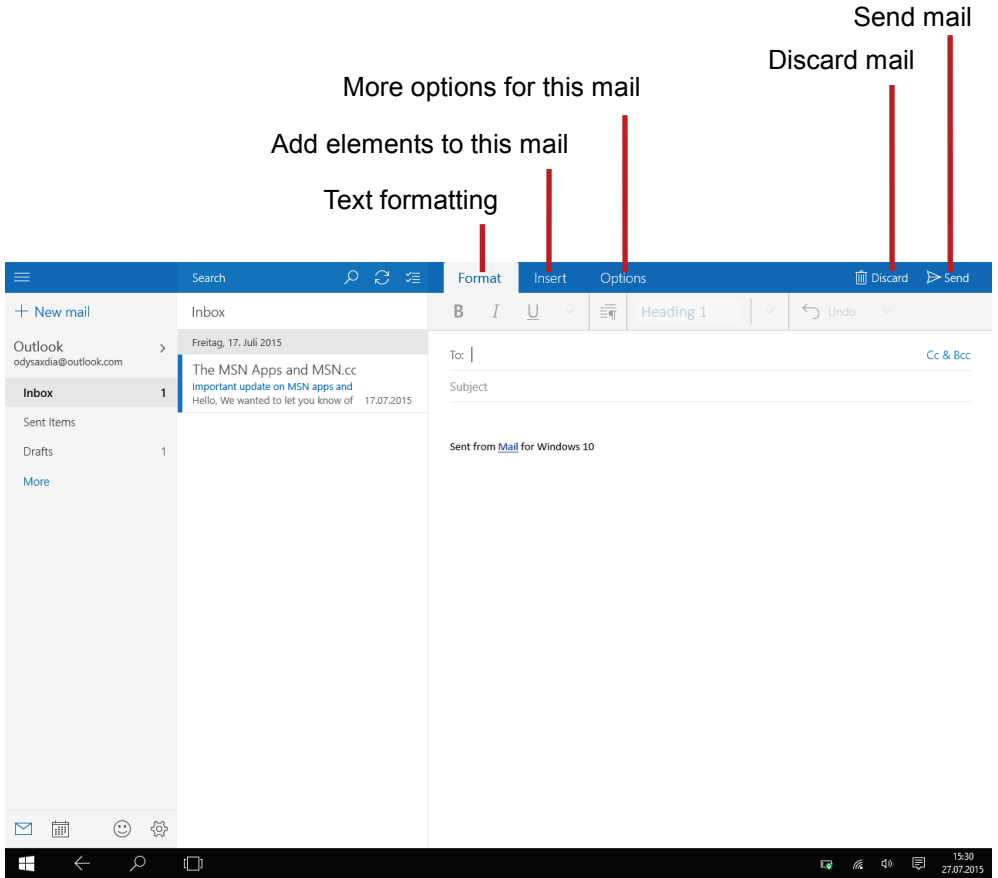 Send mail
Discard mail
More options for this mail
Add elements to this mail
Text formatting
Search
Format Insert Options Discard Send
+ New mail
Inbox
B I U Heading 1 Undo
Outlook
odysaxdia@outlook.com
Inbox 1
Sent Items
Drafts 1
More
Freitag, 17. Juli 2015
The MSN Apps and MSN.cc
Important update on MSN apps and
Hello, We wanted to let you know of 17.07.2015
To: Cc & Bcc
Subject
Sent from Mail for Windows 10
15:30
27.07.2015